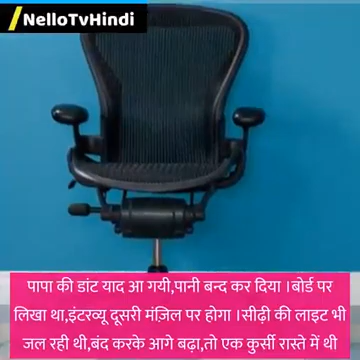 /NelloTvHindi
पापा की डांट याद आ गयी,पानी बन्द कर दिया ।बोर्ड पर
लिखा था,इंटरव्यू दूसरी मंज़िल पर होगा ।सीढ़ी की लाइट भी
जल रही थी,बंद करके आगे बढ़ा,तो एक कुर्सी रास्ते में थी